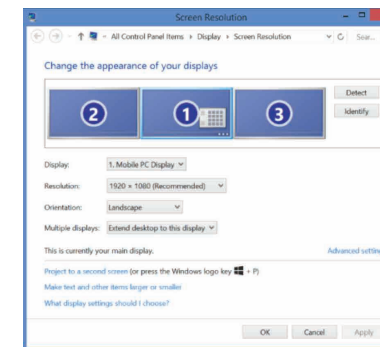 Screen Resolution
All Control Panel Items Display Screen Resolution Sear...
Change the appearance of your displays
2 1 3
Detect
Identify
Display: 1. Mobile PC Display
Resolution: 1920 × 1080 (Recommended)
Orientation: Landscape
Multiple displays: Extend desktop to this display
This is currently your main display. Advanced settin
Project to a second screen (or press the Windows logo key + P)
Make text and other items larger or smaller
What display settings should I choose?
OK Cancel Apply